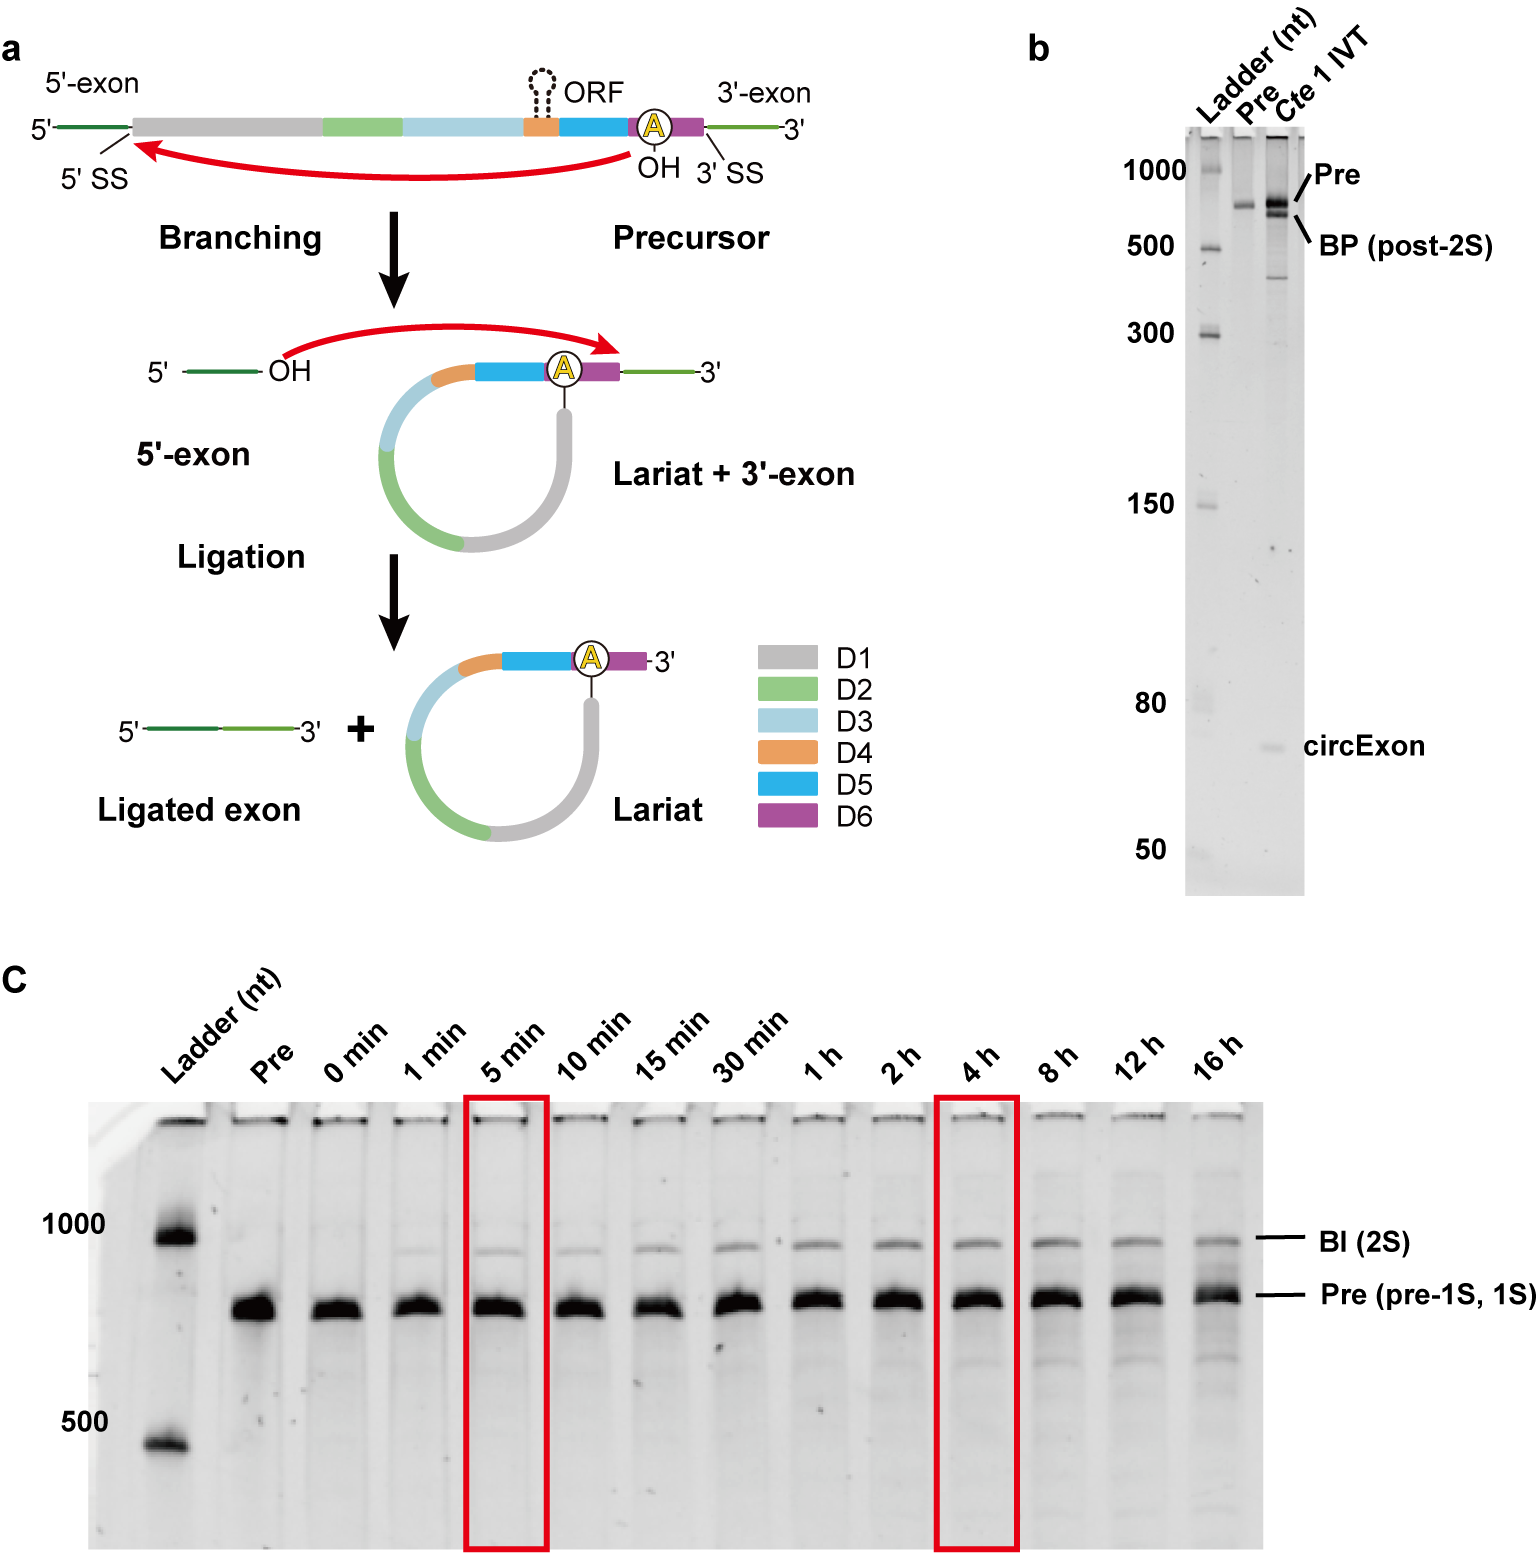 a
5'-exon
ORF
3'-exon
5'
A
3'
5' SS
OH
3' SS
Branching
Precursor
5'
OH
A
3'
5'-exon
Lariat + 3'-exon
Ligation
A
3'
5'
3'
+
Ligated exon
Lariat
D1
D2
D3
D4
D5
D6
b
Ladder (nt)
Pre
Cte 1 IVT
1000
Pre
500
BP (post-2S)
300
150
80
circExon
50
C
Ladder (nt)
Pre
0 min
1 min
5 min
10 min
15 min
30 min
1 h
2 h
4 h
8 h
12 h
16 h
1000
BI (2S)
Pre (pre-1S, 1S)
500